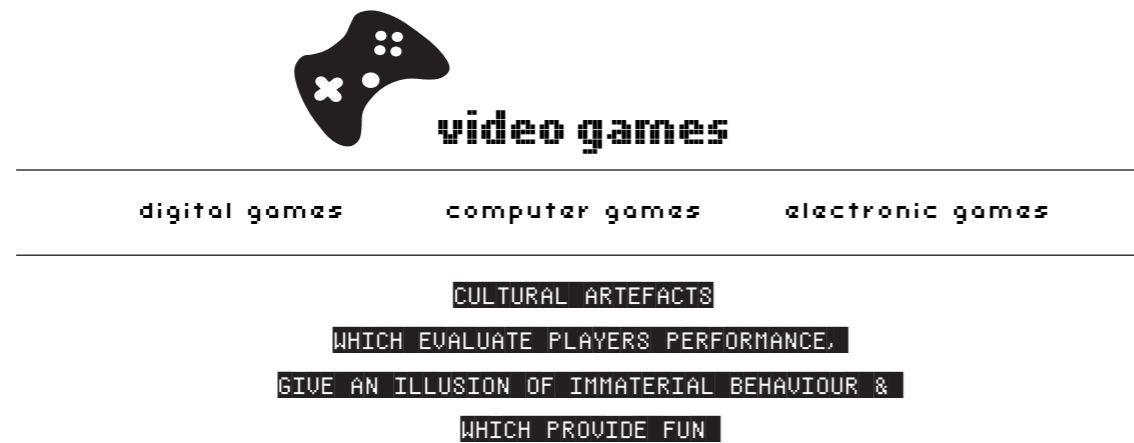 video games
digital games computer games electronic games
CULTURAL ARTEFACTS
WHICH EVALUATE PLAYERS PERFORMANCE,
GIVE AN ILLUSION OF IMMATERIAL BEHAVIOUR &
WHICH PROVIDE FUN